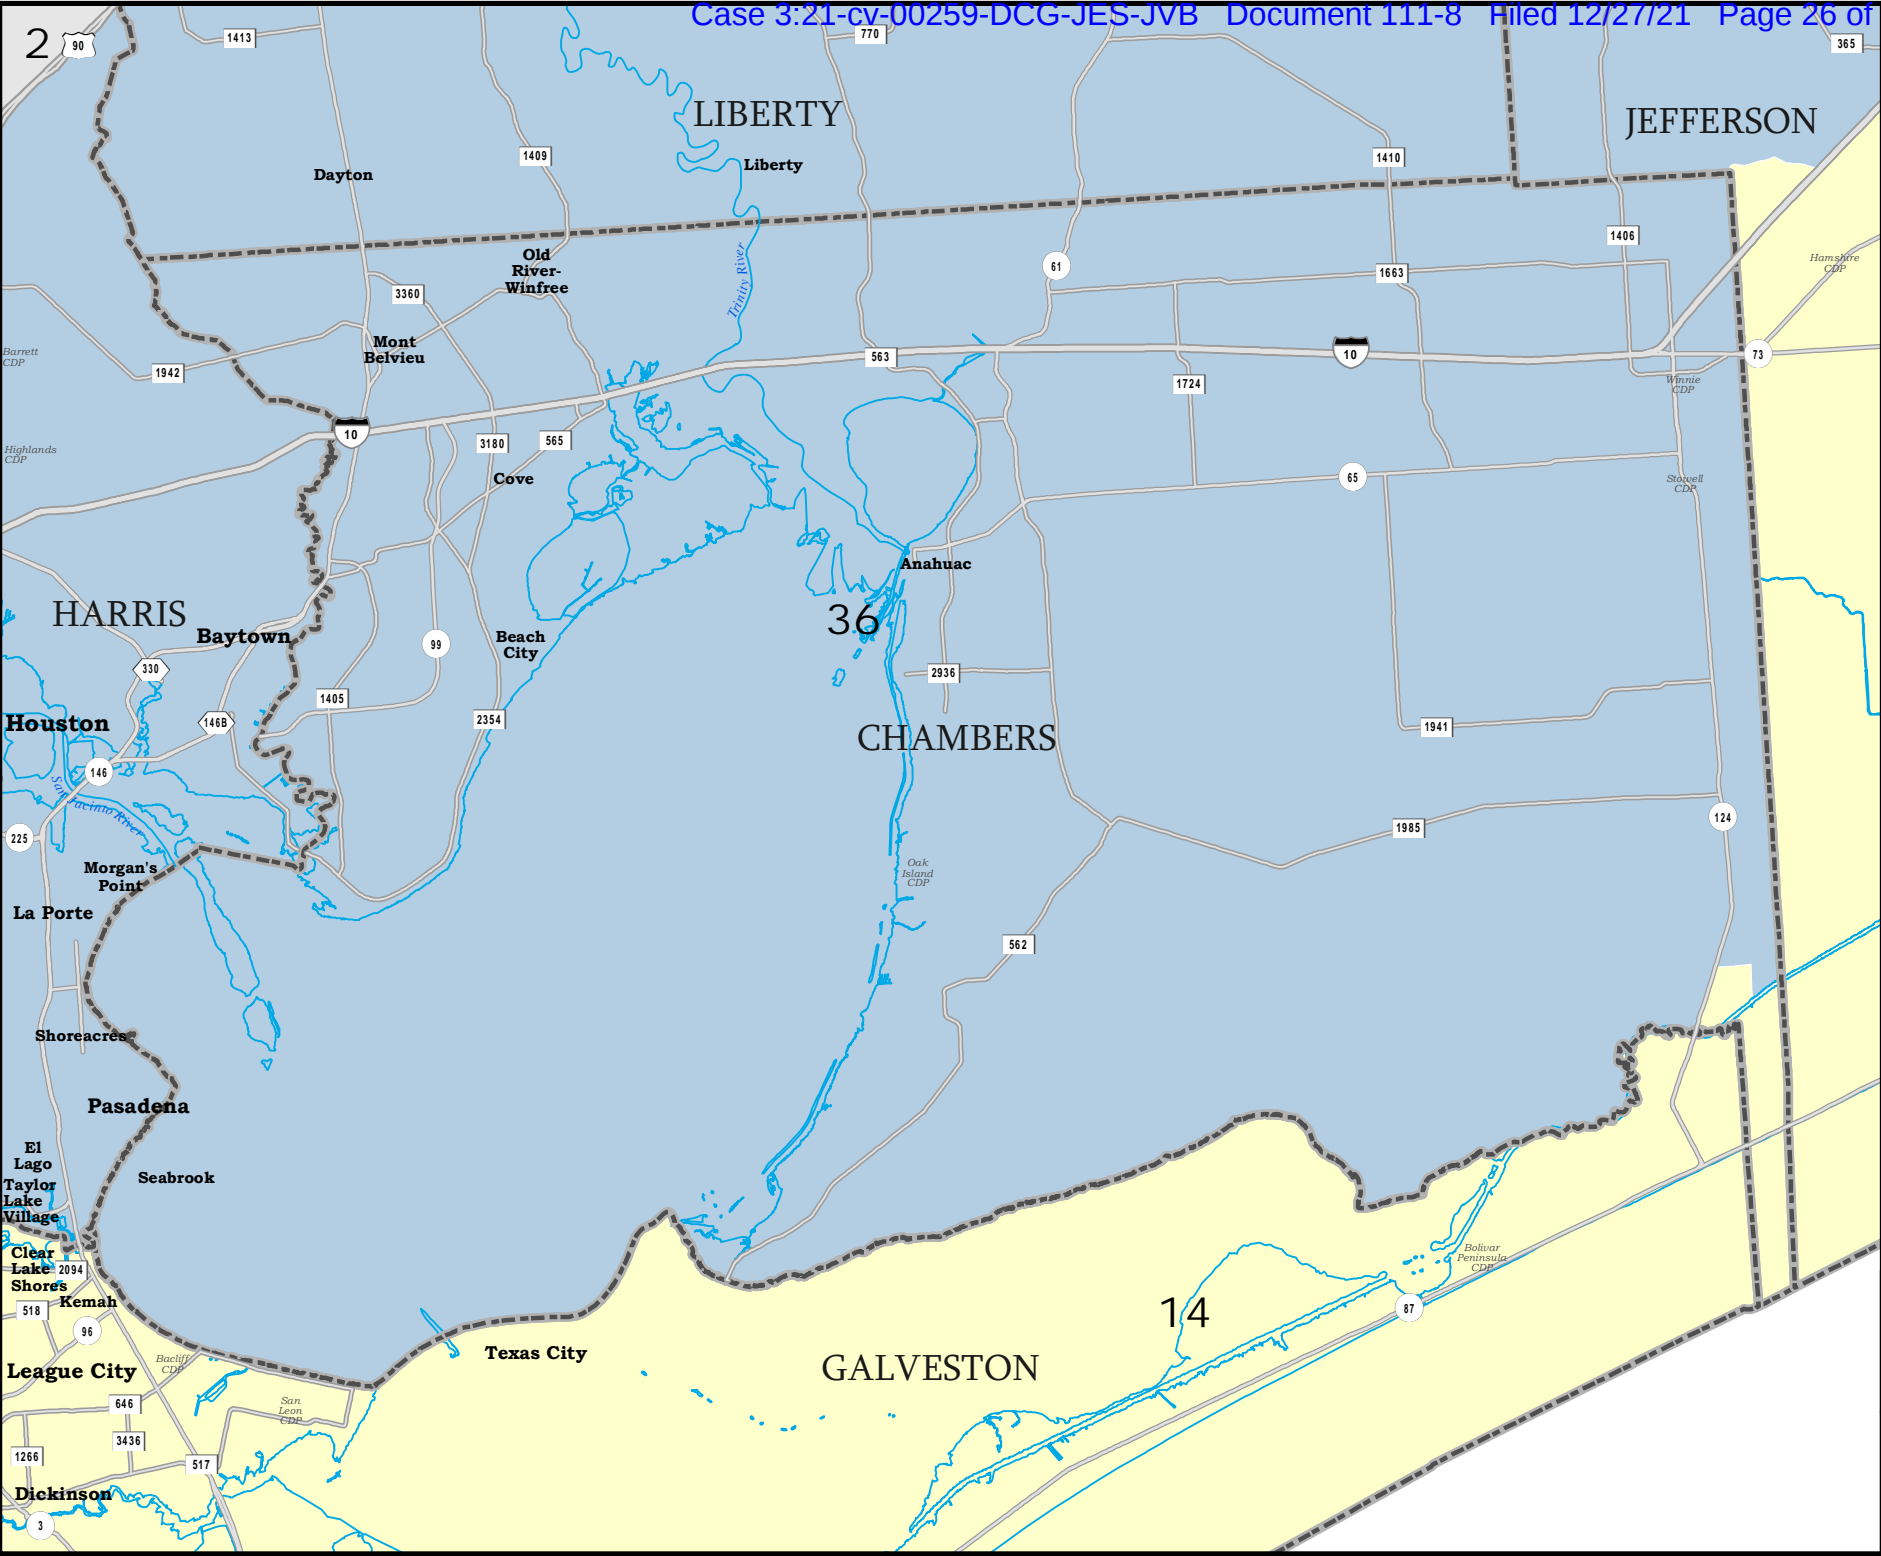 Case 3:21-cv-00259-DCG-JES-JVB Document 111-8 Filed 12/27/21 Page 26 of
2
90
1413
770
365
LIBERTY
JEFFERSON
1409
1410
Liberty
Dayton
1406
Old
River-
Winfree
Trinity River
61
1663
Hamshire
CDP
3360
Mont
Belvieu
Barrett
CDP
1942
563
10
73
1724
Winnie
CDP
10
3180
565
Highlands
CDP
Cove
65
Stowell
CDP
Anahuac
HARRIS
36
Baytown
Beach
City
99
330
2936
1405
Houston
146B
2354
1941
CHAMBERS
146
San Jacinto River
225
124
1985
Morgan's
Point
Oak
Island
CDP
La Porte
562
Shoreacres
Pasadena
El
Lago
Seabrook
Taylor
Lake
Village
Clear
Lake
Shores
2094
Bolivar
Peninsula
CDP
Kemah
518
14
87
96
Texas City
Bacliff
CDP
League City
GALVESTON
646
San
Leon
CDP
3436
1266
517
Dickinson
3